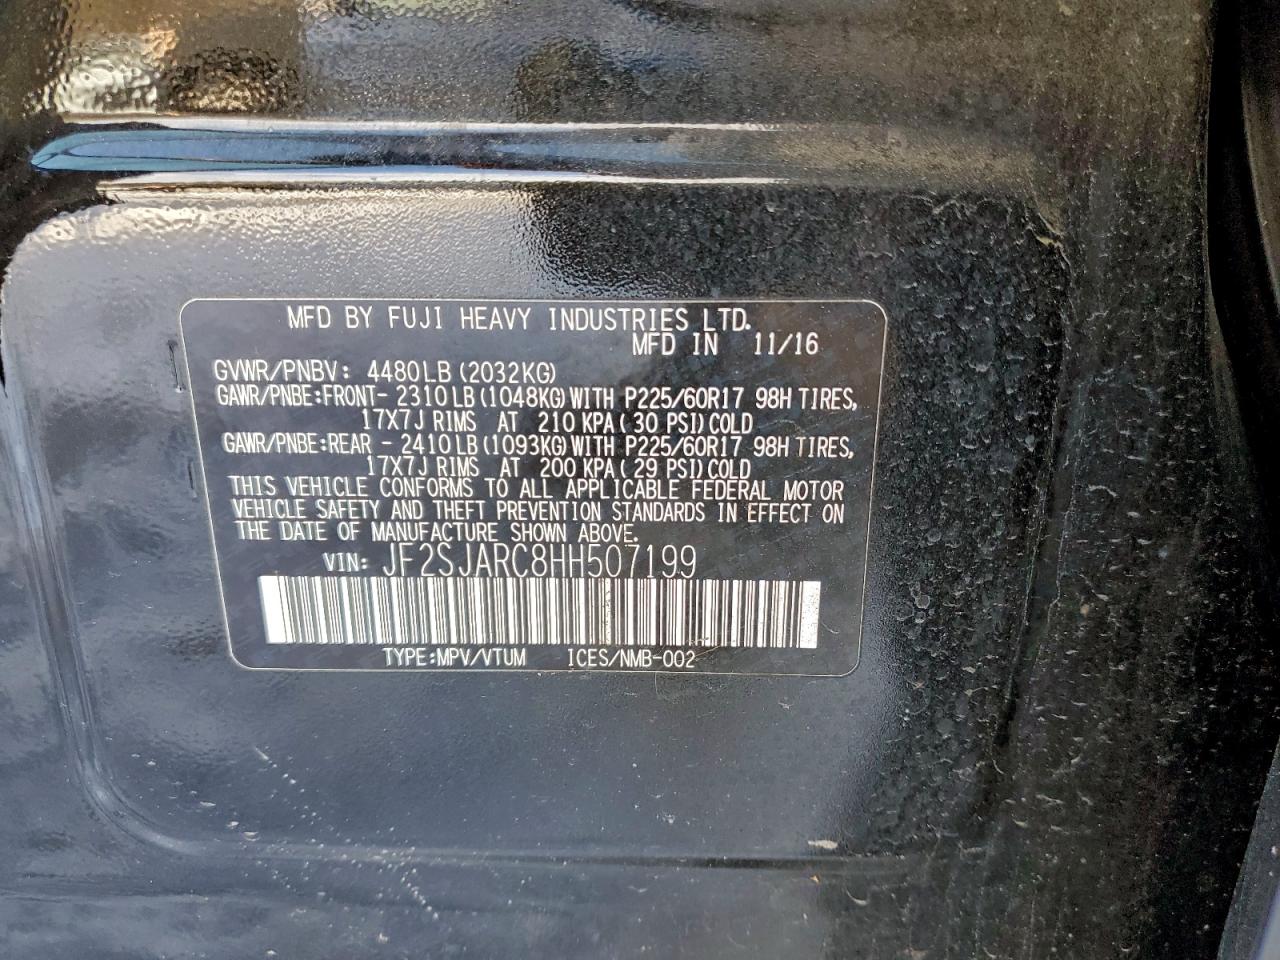 MFD BY FUJI HEAVY INDUSTRIES LTD.
MFD IN 11/16
GVWR/PNBV: 4480LB (2032KG)
GAWR/PNBE:FRONT- 2310LB(1048KG)WITH P225/60R17 98H TIRES,
17X7J RIMS AT 210 KPA(30 PSI)COLD
GAWR/PNBE:REAR - 2410LB(1093KG)WITH P225/60R17 98H TIRES,
17X7J RIMS AT 200 KPA(29 PSI)COLD
THIS VEHICLE CONFORMS TO ALL APPLICABLE FEDERAL MOTOR
VEHICLE SAFETY AND THEFT PREVENTION STANDARDS IN EFFECT ON
THE DATE OF MANUFACTURE SHOWN ABOVE.
VIN: JF2SJARC8HH507199
TYPE:MPV/VTUM ICES/NMB-002